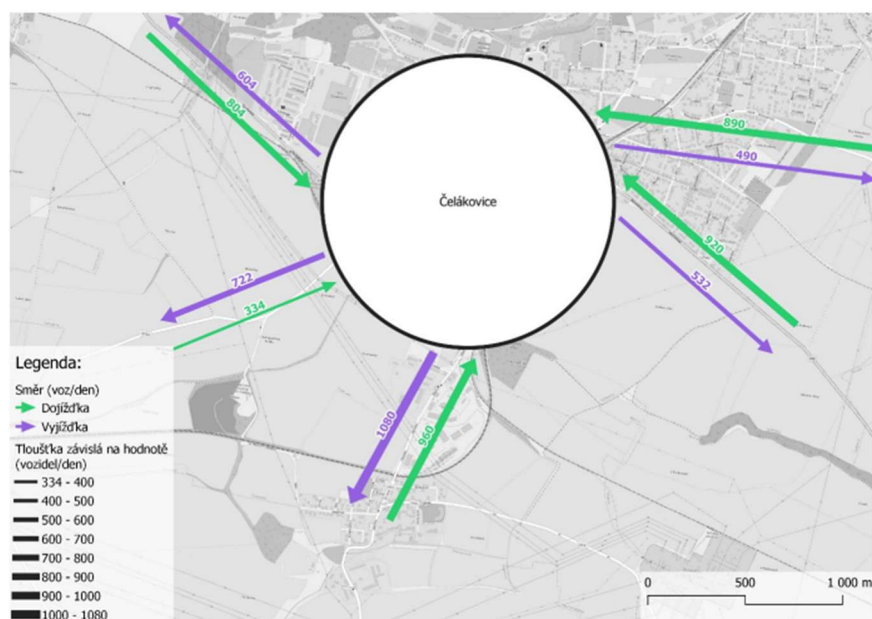 604
804
890
490
Čelákovice
920
532
722
334
1080
960
Legenda:
Směr (voz/den)
Dojížďka
Vyjížďka
Tloušťka závislá na hodnotě
(vozidel/den)
334 - 400
400 - 500
500 - 600
600 - 700
700 - 800
800 - 900
900 - 1000
1000 - 1080
0 500 1 000 m